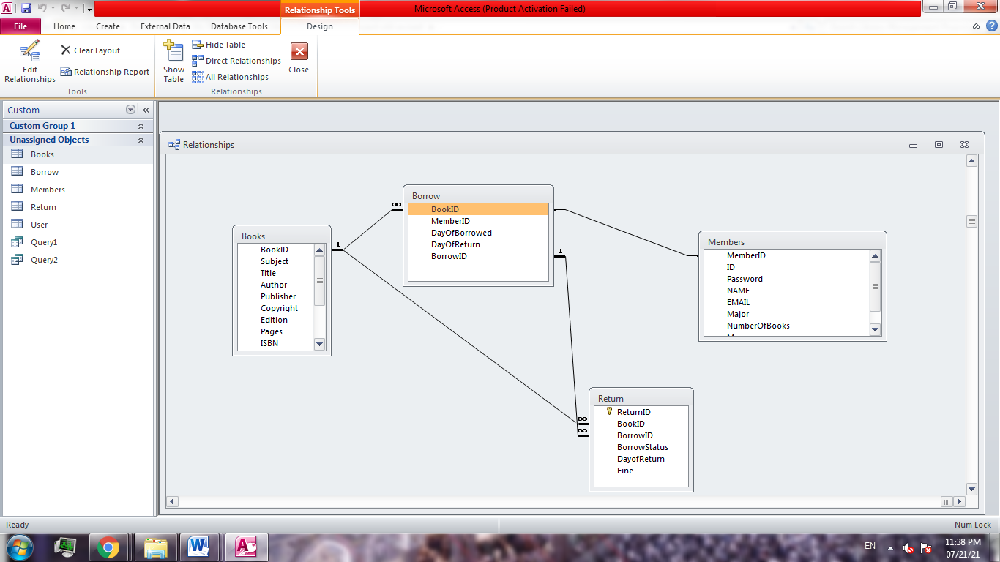 Relationship Tools
Microsoft Access (Product Activation Failed)
File
Home
Create
External Data
Database Tools
Design
Edit
Relationships
Clear Layout
Relationship Report
Tools
Show
Table
Hide Table
Direct Relationships
All Relationships
Close
Relationships
Custom
Custom Group 1
Unassigned Objects
Books
Borrow
Members
Return
User
Query1
Query2
Relationships
Books
BookID
Subject
Title
Author
Publisher
Copyright
Edition
Pages
ISBN
1
∞
Borrow
BookID
MemberID
DayOfBorrowed
DayOfReturn
BorrowID
1
Members
MemberID
ID
Password
NAME
EMAIL
Major
NumberOfBooks
∞
∞
Return
ReturnID
BookID
BorrowID
BorrowStatus
DayofReturn
Fine
Ready
Num Lock
EN
11:38 PM
07/21/21